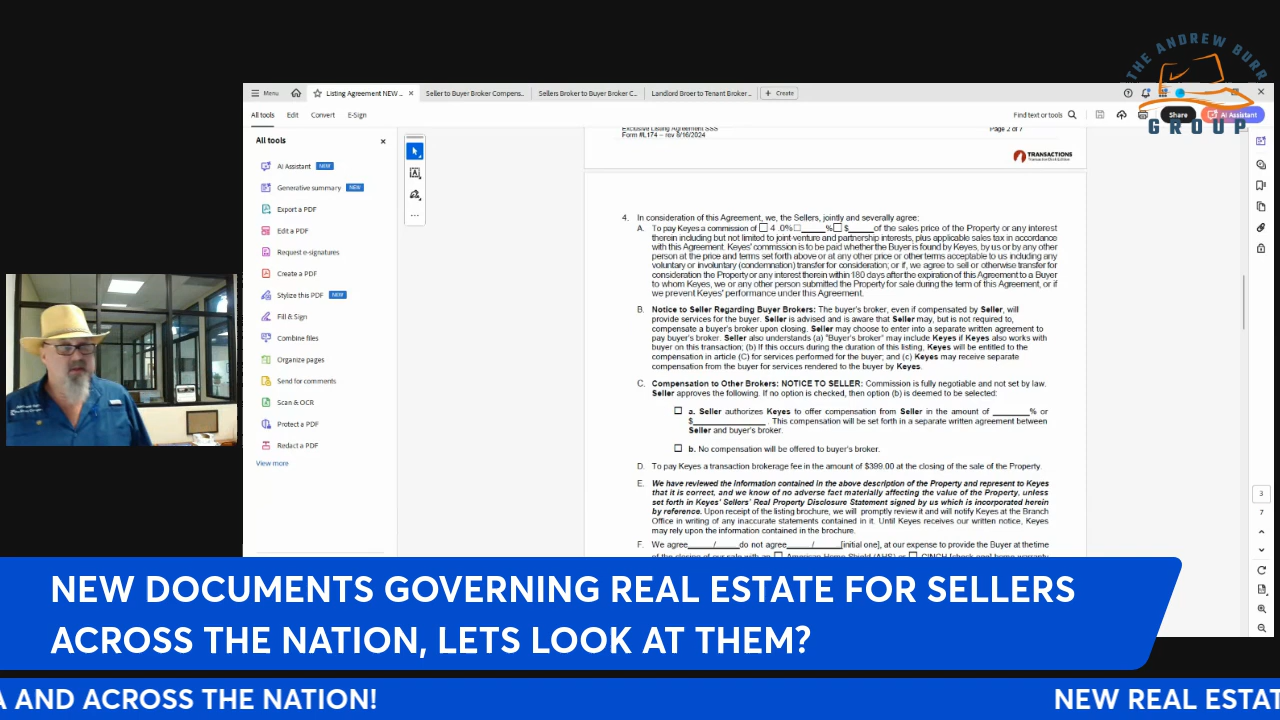 THE ANDREW BURR
GROUP
Menu
Listing Agreement NEW ...
Seller to Buyer Broker Compens...
Sellers Broker to Buyer Broker C...
Landlord Broer to Tenant Broker ...
Create
All tools
Edit
Convert
E-Sign
Find text or tools
Share
AI Assistant
All tools
AI Assistant NEW
Generative summary NEW
Export a PDF
Edit a PDF
Request e-signatures
Create a PDF
Stylize this PDF NEW
Fill & Sign
Combine files
Organize pages
Send for comments
Scan & OCR
Protect a PDF
Redact a PDF
View more
Exclusive Listing Agreement SSS
Form #L174 – rev 8/16/2024
Page 2 of 7
TRANSACTIONS
4. In consideration of this Agreement, we, the Sellers, jointly and severally agree:
A. To pay Keyes a commission of ☐ 4 .0% ☐ _____% ☐ $_____of the sales price of the Property or any interest
therein including but not limited to joint-venture and partnership interests, plus applicable sales tax in accordance
with this Agreement. Keyes' commission is to be paid whether the Buyer is found by Keyes, by us or by any other
person at the price and terms set forth above or at any other price or other terms acceptable to us including any
voluntary or involuntary (condemnation) transfer for consideration; or if, we agree to sell or otherwise transfer for
consideration the Property or any interest therein within 180 days after the expiration of this Agreement to a Buyer
to whom Keyes, we or any other person submitted the Property for sale during the term of this Agreement, or if
we prevent Keyes' performance under this Agreement.
B. Notice to Seller Regarding Buyer Brokers: The buyer's broker, even if compensated by Seller, will
provide services for the buyer. Seller is advised and is aware that Seller may, but is not required to,
compensate a buyer's broker upon closing. Seller may choose to enter into a separate written agreement to
pay buyer's broker. Seller also understands (a) "Buyer's broker" may include Keyes if Keyes also works with
buyer on this transaction; (b) If this occurs during the duration of this listing, Keyes will be entitled to the
compensation in article (C) for services performed for the buyer; and (c) Keyes may receive separate
compensation from the buyer for services rendered to the buyer by Keyes.
C. Compensation to Other Brokers: NOTICE TO SELLER: Commission is fully negotiable and not set by law.
Seller approves the following. If no option is checked, then option (b) is deemed to be selected:
☐ a. Seller authorizes Keyes to offer compensation from Seller in the amount of _______% or
$_____________. This compensation will be set forth in a separate written agreement between
Seller and buyer's broker.
☐ b. No compensation will be offered to buyer's broker.
D. To pay Keyes a transaction brokerage fee in the amount of $399.00 at the closing of the sale of the Property.
E. We have reviewed the information contained in the above description of the Property and represent to Keyes
that it is correct, and we know of no adverse fact materially affecting the value of the Property, unless
set forth in Keyes' Sellers' Real Property Disclosure Statement signed by us which is incorporated herein
by reference. Upon receipt of the listing brochure, we will promptly review it and will notify Keyes at the Branch
Office in writing of any inaccurate statements contained in it. Until Keyes receives our written notice, Keyes
may rely upon the information contained in the brochure.
F. We agree_____/_____do not agree_____/_____[initial one], at our expense to provide the Buyer at thetime
3
7
NEW DOCUMENTS GOVERNING REAL ESTATE FOR SELLERS
ACROSS THE NATION, LETS LOOK AT THEM?
A AND ACROSS THE NATION!
NEW REAL ESTAT